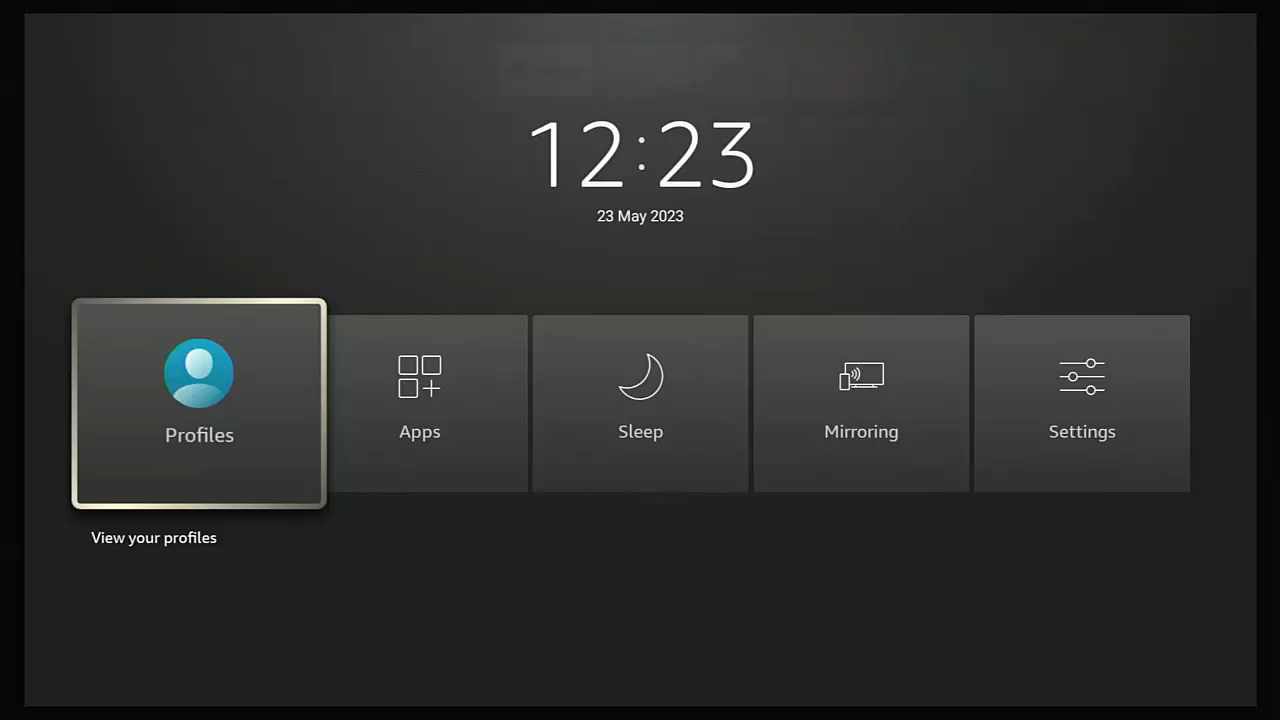 12:23
23 May 2023
Profiles
Apps
Sleep
Mirroring
Settings
View your profiles